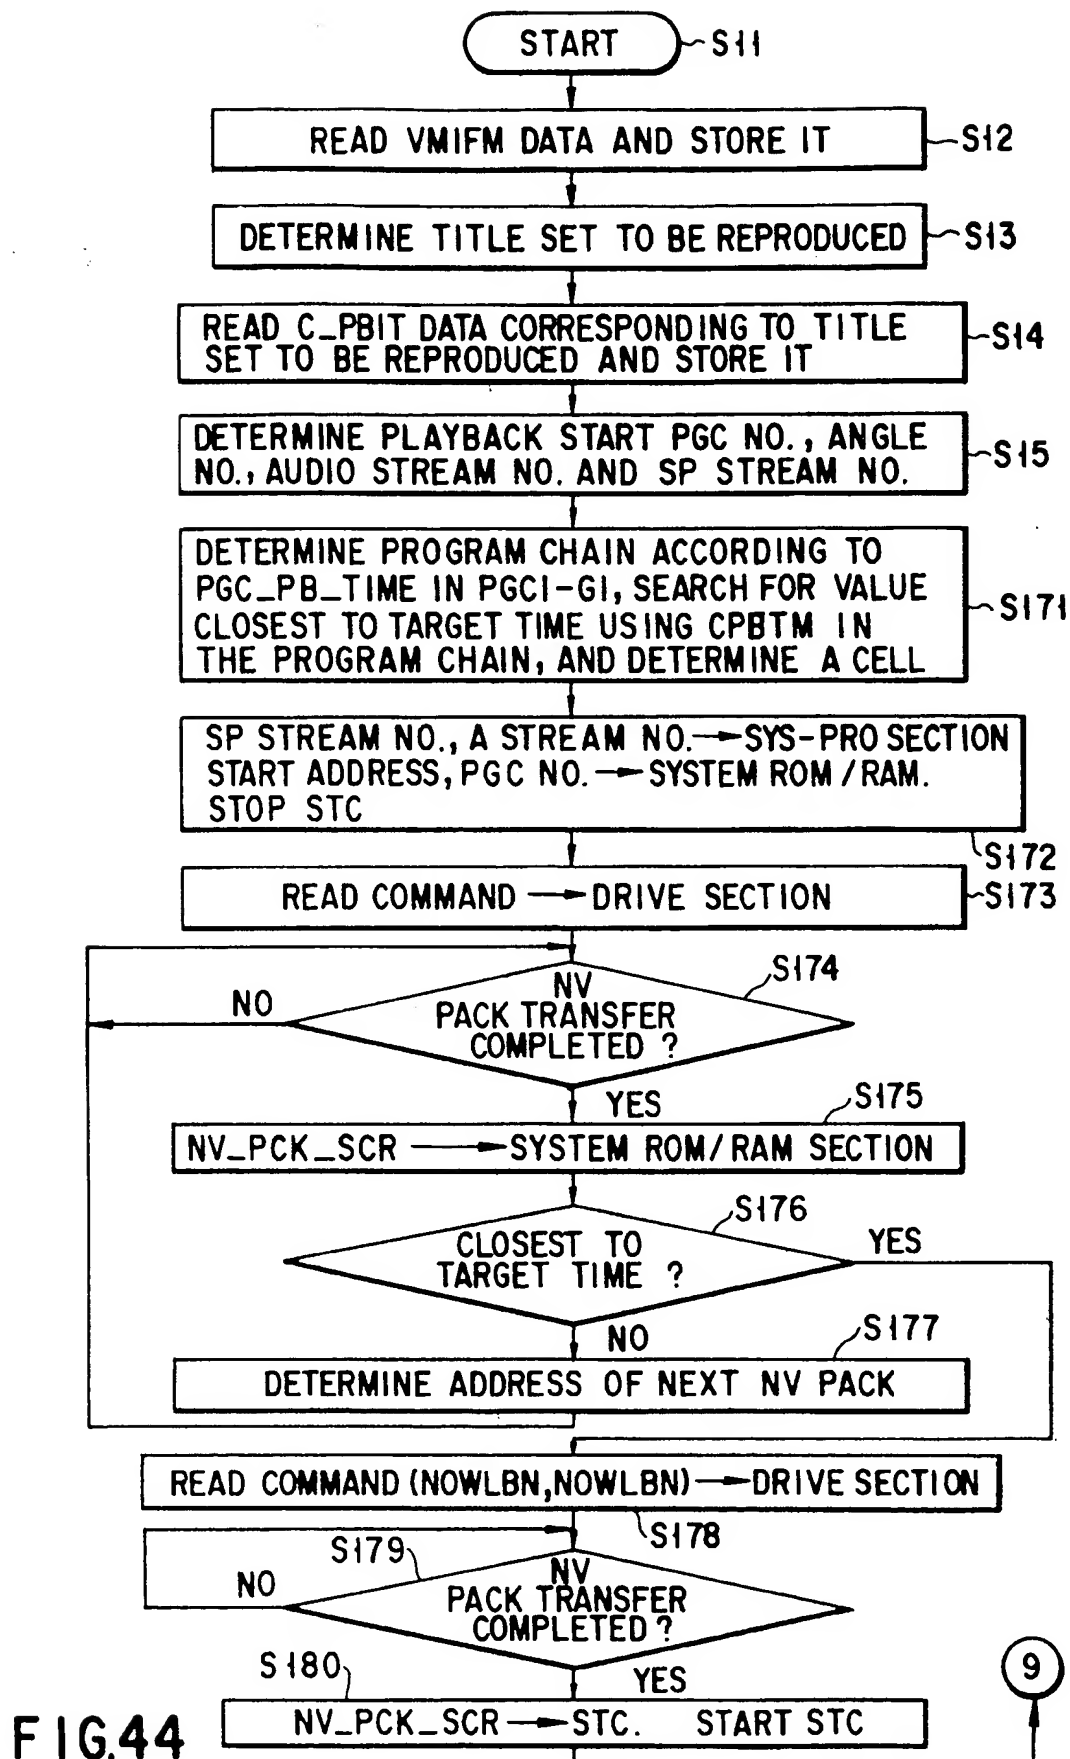 START
S11
READ VMIFM DATA AND STORE IT
S12
DETERMINE TITLE SET TO BE REPRODUCED
S13
READ C_PBIT DATA CORRESPONDING TO TITLE
SET TO BE REPRODUCED AND STORE IT
S14
DETERMINE PLAYBACK START PGC NO., ANGLE
NO., AUDIO STREAM NO. AND SP STREAM NO.
S15
DETERMINE PROGRAM CHAIN ACCORDING TO
PGC_PB_TIME IN PGCI-GI, SEARCH FOR VALUE
CLOSEST TO TARGET TIME USING CPBTM IN
THE PROGRAM CHAIN, AND DETERMINE A CELL
S171
SP STREAM NO., A STREAM NO.→SYS-PRO SECTION
START ADDRESS, PGC NO.→SYSTEM ROM/RAM.
STOP STC
S172
READ COMMAND→DRIVE SECTION
S173
S174
NV
PACK TRANSFER
COMPLETED ?
NO
YES
S175
NV_PCK_SCR→SYSTEM ROM/RAM SECTION
S176
CLOSEST TO
TARGET TIME ?
YES
NO
S177
DETERMINE ADDRESS OF NEXT NV PACK
READ COMMAND (NOWLBN,NOWLBN)→DRIVE SECTION
S178
S179
NV
PACK TRANSFER
COMPLETED ?
NO
YES
S180
NV_PCK_SCR→STC. START STC
9
FIG.44